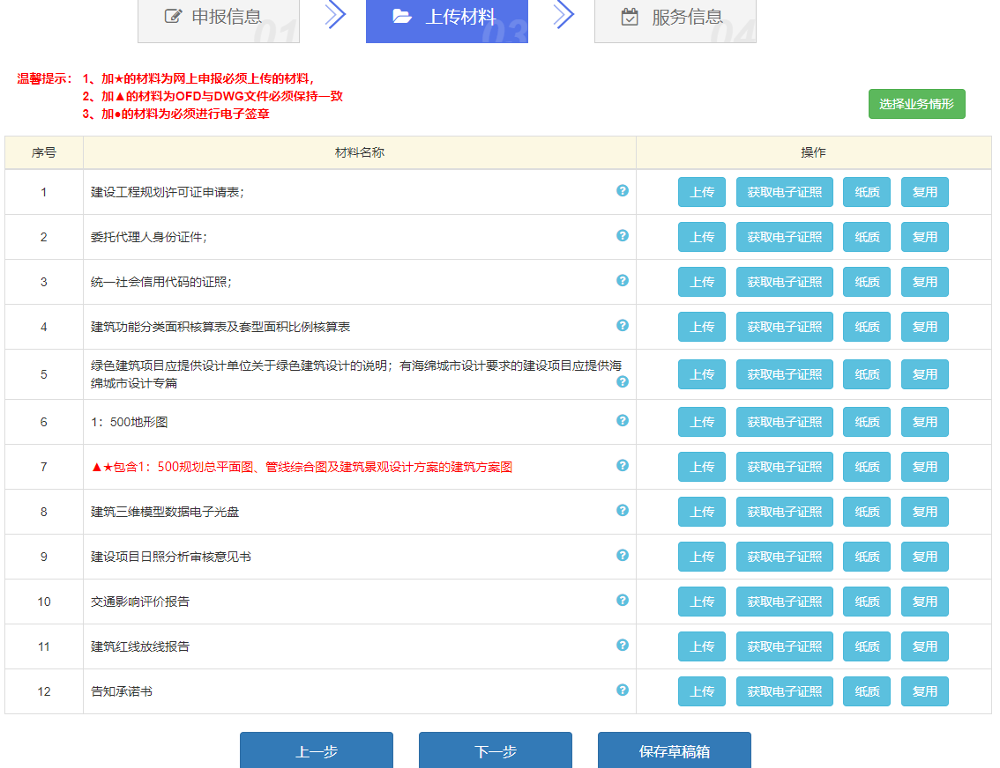 申报信息 01 上传材料 03 服务信息 04
温馨提示： 1、加★的材料为网上申报必须上传的材料，
2、加▲的材料为OFD与DWG文件必须保持一致
3、加●的材料为必须进行电子签章
选择业务情形
序号 材料名称 操作
1 建设工程规划许可证申请表； 上传 获取电子证照 纸质 复用
2 委托代理人身份证件； 上传 获取电子证照 纸质 复用
3 统一社会信用代码的证照； 上传 获取电子证照 纸质 复用
4 建筑功能分类面积核算表及套型面积比例核算表 上传 获取电子证照 纸质 复用
5 绿色建筑项目应提供设计单位关于绿色建筑设计的说明；有海绵城市设计要求的建设项目应提供海
绵城市设计专篇 上传 获取电子证照 纸质 复用
6 1：500地形图 上传 获取电子证照 纸质 复用
7 ▲★包含1：500规划总平面图、管线综合图及建筑景观设计方案的建筑方案图 上传 获取电子证照 纸质 复用
8 建筑三维模型数据电子光盘 上传 获取电子证照 纸质 复用
9 建设项目日照分析审核意见书 上传 获取电子证照 纸质 复用
10 交通影响评价报告 上传 获取电子证照 纸质 复用
11 建筑红线放线报告 上传 获取电子证照 纸质 复用
12 告知承诺书 上传 获取电子证照 纸质 复用
上一步 下一步 保存草稿箱